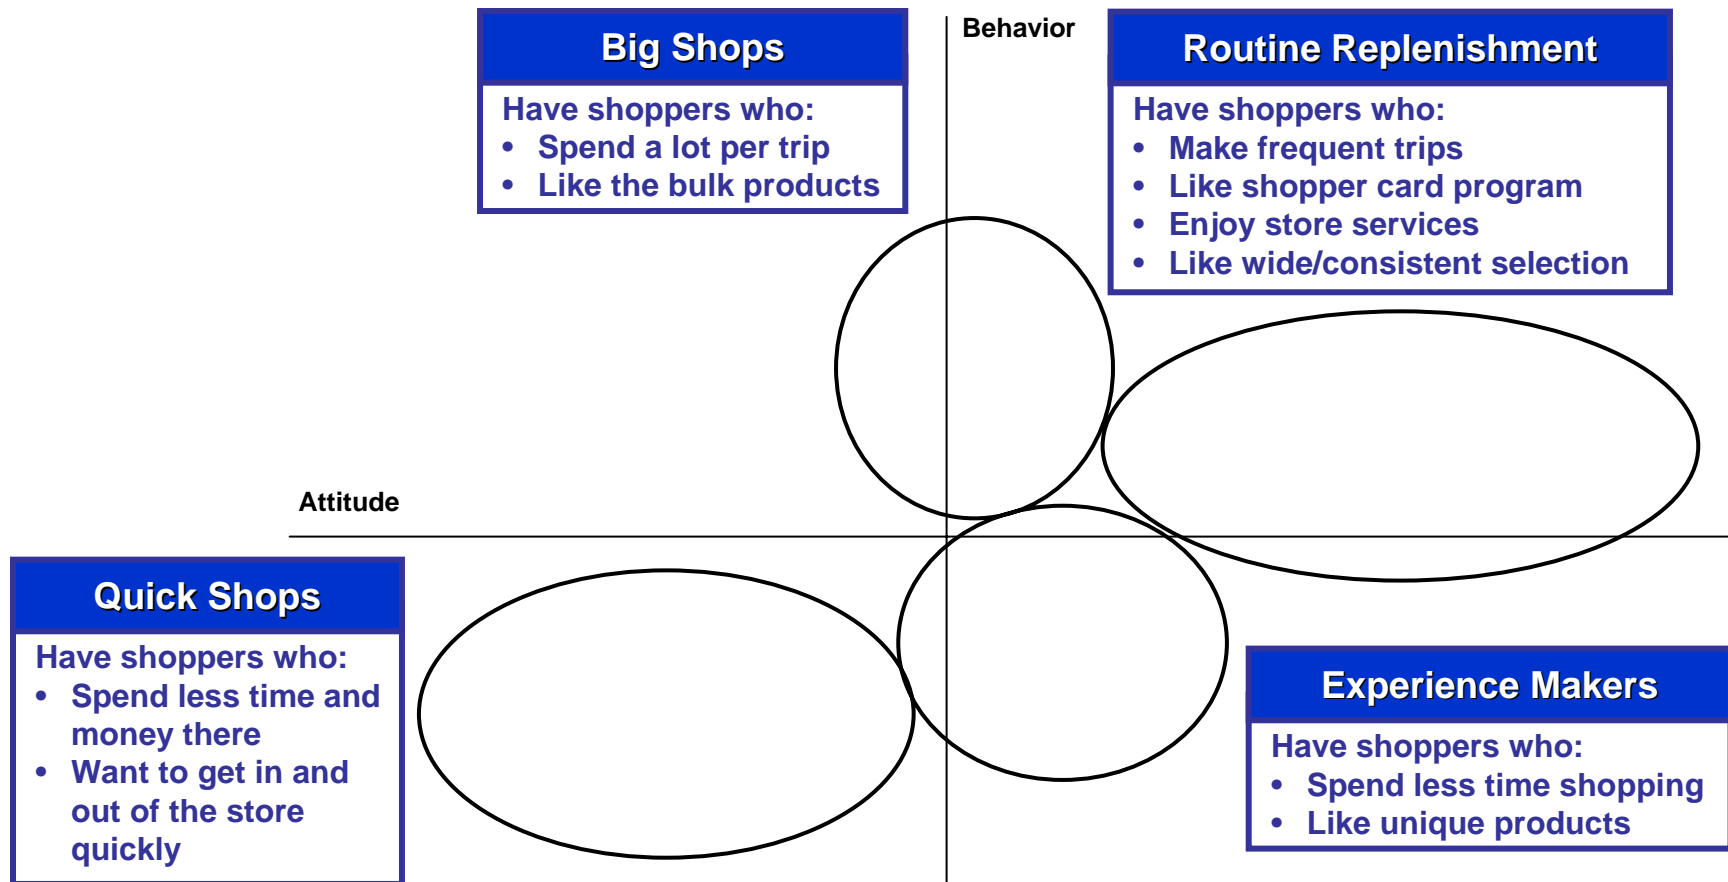 Behavior
Big Shops
Have shoppers who:
• Spend a lot per trip
• Like the bulk products
Routine Replenishment
Have shoppers who:
• Make frequent trips
• Like shopper card program
• Enjoy store services
• Like wide/consistent selection
Attitude
Quick Shops
Have shoppers who:
• Spend less time and
money there
• Want to get in and
out of the store
quickly
Experience Makers
Have shoppers who:
• Spend less time shopping
• Like unique products